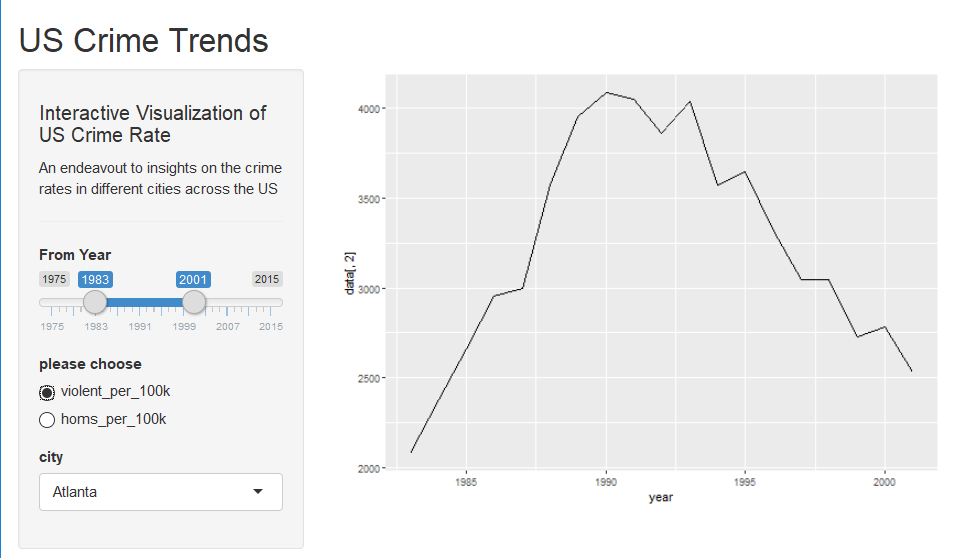 US Crime Trends
Interactive Visualization of
US Crime Rate
An endeavout to insights on the crime
rates in different cities across the US
From Year
1975 1983 2001 2015
1975 1983 1991 1999 2007 2015
please choose
violent_per_100k
homs_per_100k
city
Atlanta
4000
3500
3000
2500
2000
data[, 2]
1985 1990 1995 2000
year